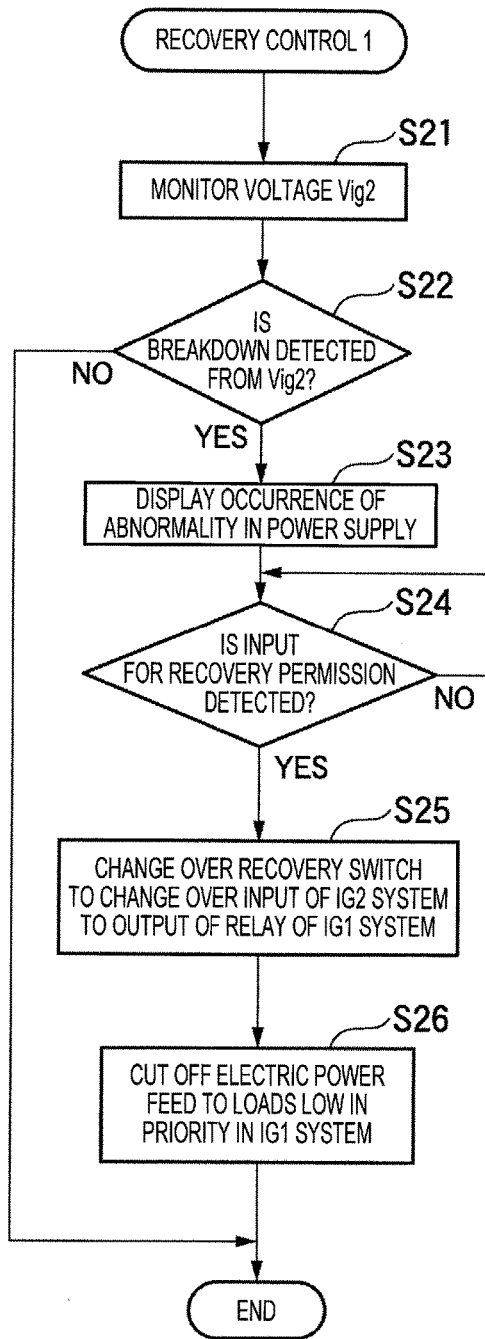 RECOVERY CONTROL 1
S21
MONITOR VOLTAGE Vig2
S22
IS
BREAKDOWN DETECTED
FROM Vig2?
NO
YES
S23
DISPLAY OCCURRENCE OF
ABNORMALITY IN POWER SUPPLY
S24
IS INPUT
FOR RECOVERY PERMISSION
DETECTED?
NO
YES
S25
CHANGE OVER RECOVERY SWITCH
TO CHANGE OVER INPUT OF IG2 SYSTEM
TO OUTPUT OF RELAY OF IG1 SYSTEM
S26
CUT OFF ELECTRIC POWER
FEED TO LOADS LOW IN
PRIORITY IN IG1 SYSTEM
END